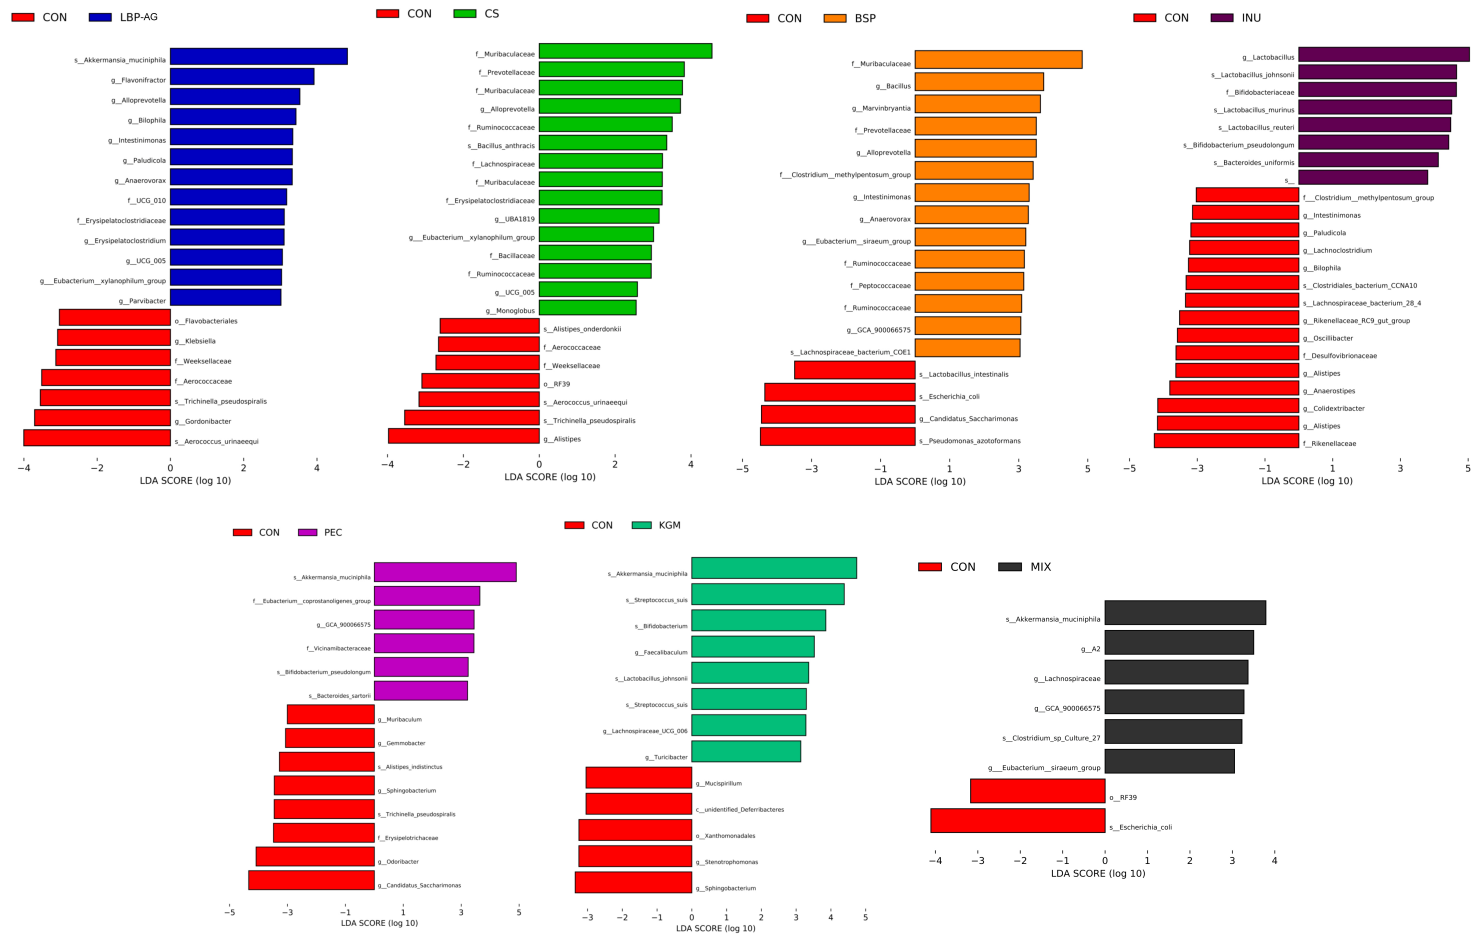 CON LBP-AG
s__Akkermansia_muciniphila
g__Flavonifractor
g__Alloprevotella
g__Bilophila
g__Intestinimonas
g__Paludicola
g__Anaerovorax
f__UCG_010
f__Erysipelatoclostridiaceae
g__Erysipelatoclostridium
g__UCG_005
g___Eubacterium__xylanophilum_group
g__Parvibacter
o__Flavobacteriales
g__Klebsiella
f__Weeksellaceae
f__Aerococcaceae
s__Trichinella_pseudospiralis
g__Gordonibacter
s__Aerococcus_urinaeequi
−4 −2 0 2 4
LDA SCORE (log 10)
CON CS
f__Muribaculaceae
f__Prevotellaceae
f__Muribaculaceae
g__Alloprevotella
f__Ruminococcaceae
s__Bacillus_anthracis
f__Lachnospiraceae
f__Muribaculaceae
f__Erysipelatoclostridiaceae
g__UBA1819
g___Eubacterium__xylanophilum_group
f__Bacillaceae
f__Ruminococcaceae
g__UCG_005
g__Monoglobus
s__Alistipes_onderdonkii
f__Aerococcaceae
f__Weeksellaceae
o__RF39
s__Aerococcus_urinaeequi
s__Trichinella_pseudospiralis
g__Alistipes
−4 −2 0 2 4
LDA SCORE (log 10)
CON BSP
f__Muribaculaceae
g__Bacillus
g__Marvinbryantia
f__Prevotellaceae
g__Alloprevotella
f___Clostridium__methylpentosum_group
g__Intestinimonas
g__Anaerovorax
g___Eubacterium__siraeum_group
f__Ruminococcaceae
f__Peptococcaceae
f__Ruminococcaceae
g__GCA_900066575
s__Lachnospiraceae_bacterium_COE1
s__Lactobacillus_intestinalis
s__Escherichia_coli
g__Candidatus_Saccharimonas
s__Pseudomonas_azotoformans
−5 −3 −1 1 3 5
LDA SCORE (log 10)
CON INU
g__Lactobacillus
s__Lactobacillus_johnsonii
f__Bifidobacteriaceae
s__Lactobacillus_murinus
s__Lactobacillus_reuteri
s__Bifidobacterium_pseudolongum
s__Bacteroides_uniformis
s__
f___Clostridium__methylpentosum_group
g__Intestinimonas
g__Paludicola
g__Lachnoclostridium
g__Bilophila
s__Clostridiales_bacterium_CCNA10
s__Lachnospiraceae_bacterium_28_4
g__Rikenellaceae_RC9_gut_group
g__Oscillibacter
f__Desulfovibrionaceae
g__Alistipes
g__Anaerostipes
g__Colidextribacter
g__Alistipes
f__Rikenellaceae
−5 −3 −1 1 3 5
LDA SCORE (log 10)
CON PEC
s__Akkermansia_muciniphila
f___Eubacterium__coprostanoligenes_group
g__GCA_900066575
f__Vicinamibacteraceae
s__Bifidobacterium_pseudolongum
s__Bacteroides_sartorii
g__Muribaculum
g__Gemmobacter
s__Alistipes_indistinctus
g__Sphingobacterium
s__Trichinella_pseudospiralis
f__Erysipelotrichaceae
g__Odoribacter
g__Candidatus_Saccharimonas
−5 −3 −1 1 3 5
LDA SCORE (log 10)
CON KGM
s__Akkermansia_muciniphila
s__Streptococcus_suis
s__Bifidobacterium
g__Faecalibaculum
s__Lactobacillus_johnsonii
s__Streptococcus_suis
g__Lachnospiraceae_UCG_006
g__Turicibacter
g__Mucispirillum
c__unidentified_Deferribacteres
o__Xanthomonadales
g__Stenotrophomonas
g__Sphingobacterium
−5 −4 −3 −2 −1 0 1 2 3 4 5
LDA SCORE (log 10)
CON MIX
s__Akkermansia_muciniphila
g__A2
g__Lachnospiraceae
g__GCA_900066575
s__Clostridium_sp_Culture_27
g___Eubacterium__siraeum_group
o__RF39
s__Escherichia_coli
−4 −3 −2 −1 0 1 2 3 4
LDA SCORE (log 10)